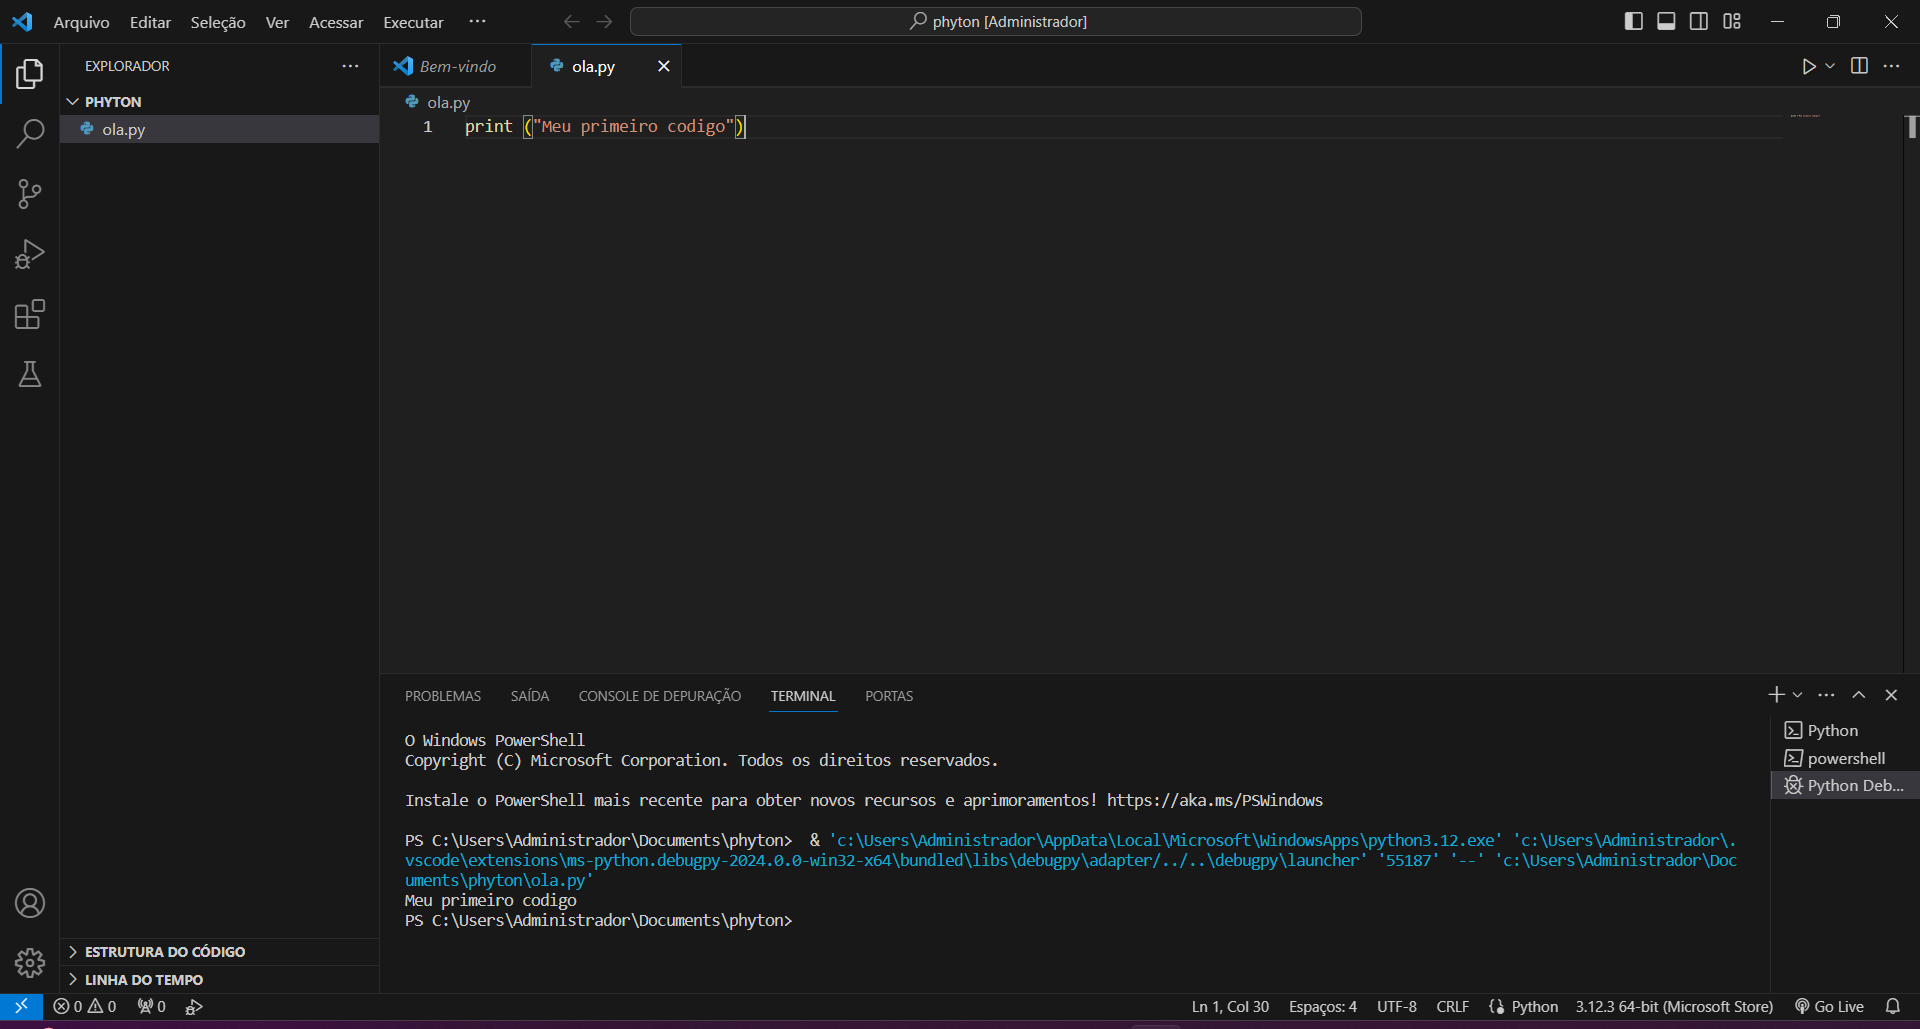 Arquivo Editar Seleção Ver Acessar Executar ··· phyton [Administrador]
EXPLORADOR
PHYTON
ola.py
Bem-vindo ola.py
ola.py
1 print ("Meu primeiro codigo")
PROBLEMAS SAÍDA CONSOLE DE DEPURAÇÃO TERMINAL PORTAS
O Windows PowerShell
Copyright (C) Microsoft Corporation. Todos os direitos reservados.
Instale o PowerShell mais recente para obter novos recursos e aprimoramentos! https://aka.ms/PSWindows
PS C:\Users\Administrador\Documents\phyton>  & 'c:\Users\Administrador\AppData\Local\Microsoft\WindowsApps\python3.12.exe' 'c:\Users\Administrador\.
vscode\extensions\ms-python.debugpy-2024.0.0-win32-x64\bundled\libs\debugpy\adapter/../..\debugpy\launcher' '55187' '--' 'c:\Users\Administrador\Doc
uments\phyton\ola.py'
Meu primeiro codigo
PS C:\Users\Administrador\Documents\phyton>
Python
powershell
Python Deb...
ESTRUTURA DO CÓDIGO
LINHA DO TEMPO
0 0 0 Ln 1, Col 30 Espaços: 4 UTF-8 CRLF Python 3.12.3 64-bit (Microsoft Store) Go Live